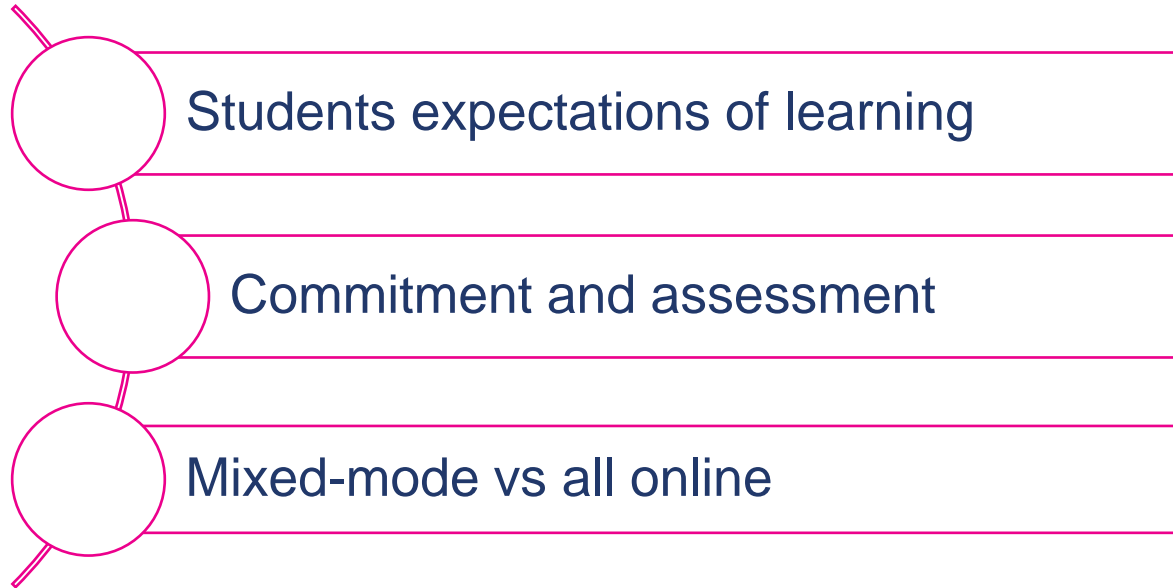 Students expectations of learning
Commitment and assessment
Mixed-mode vs all online